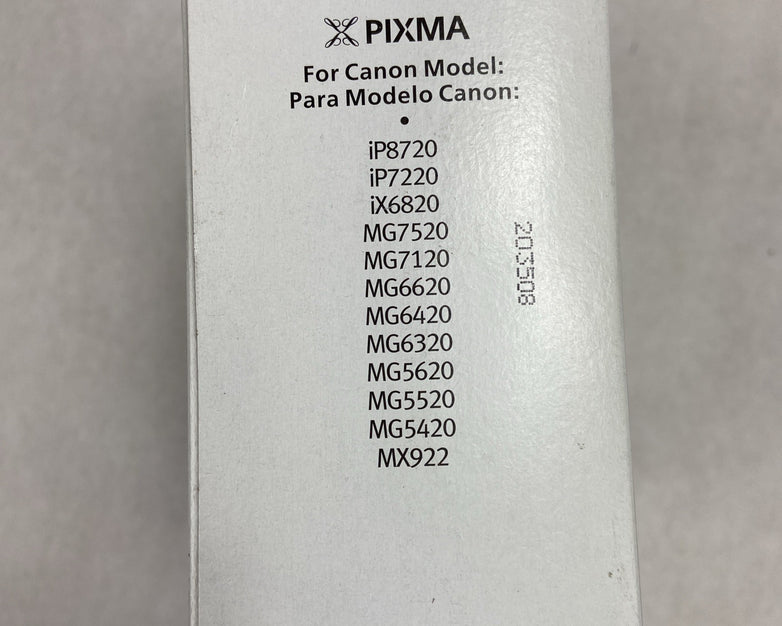 PIXMA
For Canon Model:
Para Modelo Canon:
•
iP8720
iP7220
iX6820
MG7520
MG7120
MG6620
MG6420
MG6320
MG5620
MG5520
MG5420
MX922
203508